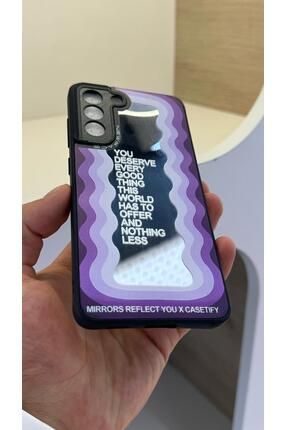 YOU
DESERVE
EVERY
GOOD
THING
THIS
WORLD
HAS TO
OFFER
AND
NOTHING
LESS
MIRRORS REFLECT YOU X CASETiFY